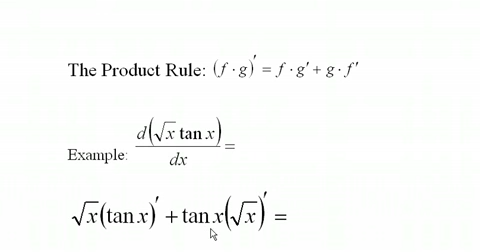 The Product Rule: (f · g)′ = f · g′ + g · f′
Example: d(√x tan x)/dx =
√x(tan x)′ + tan x(√x)′ =